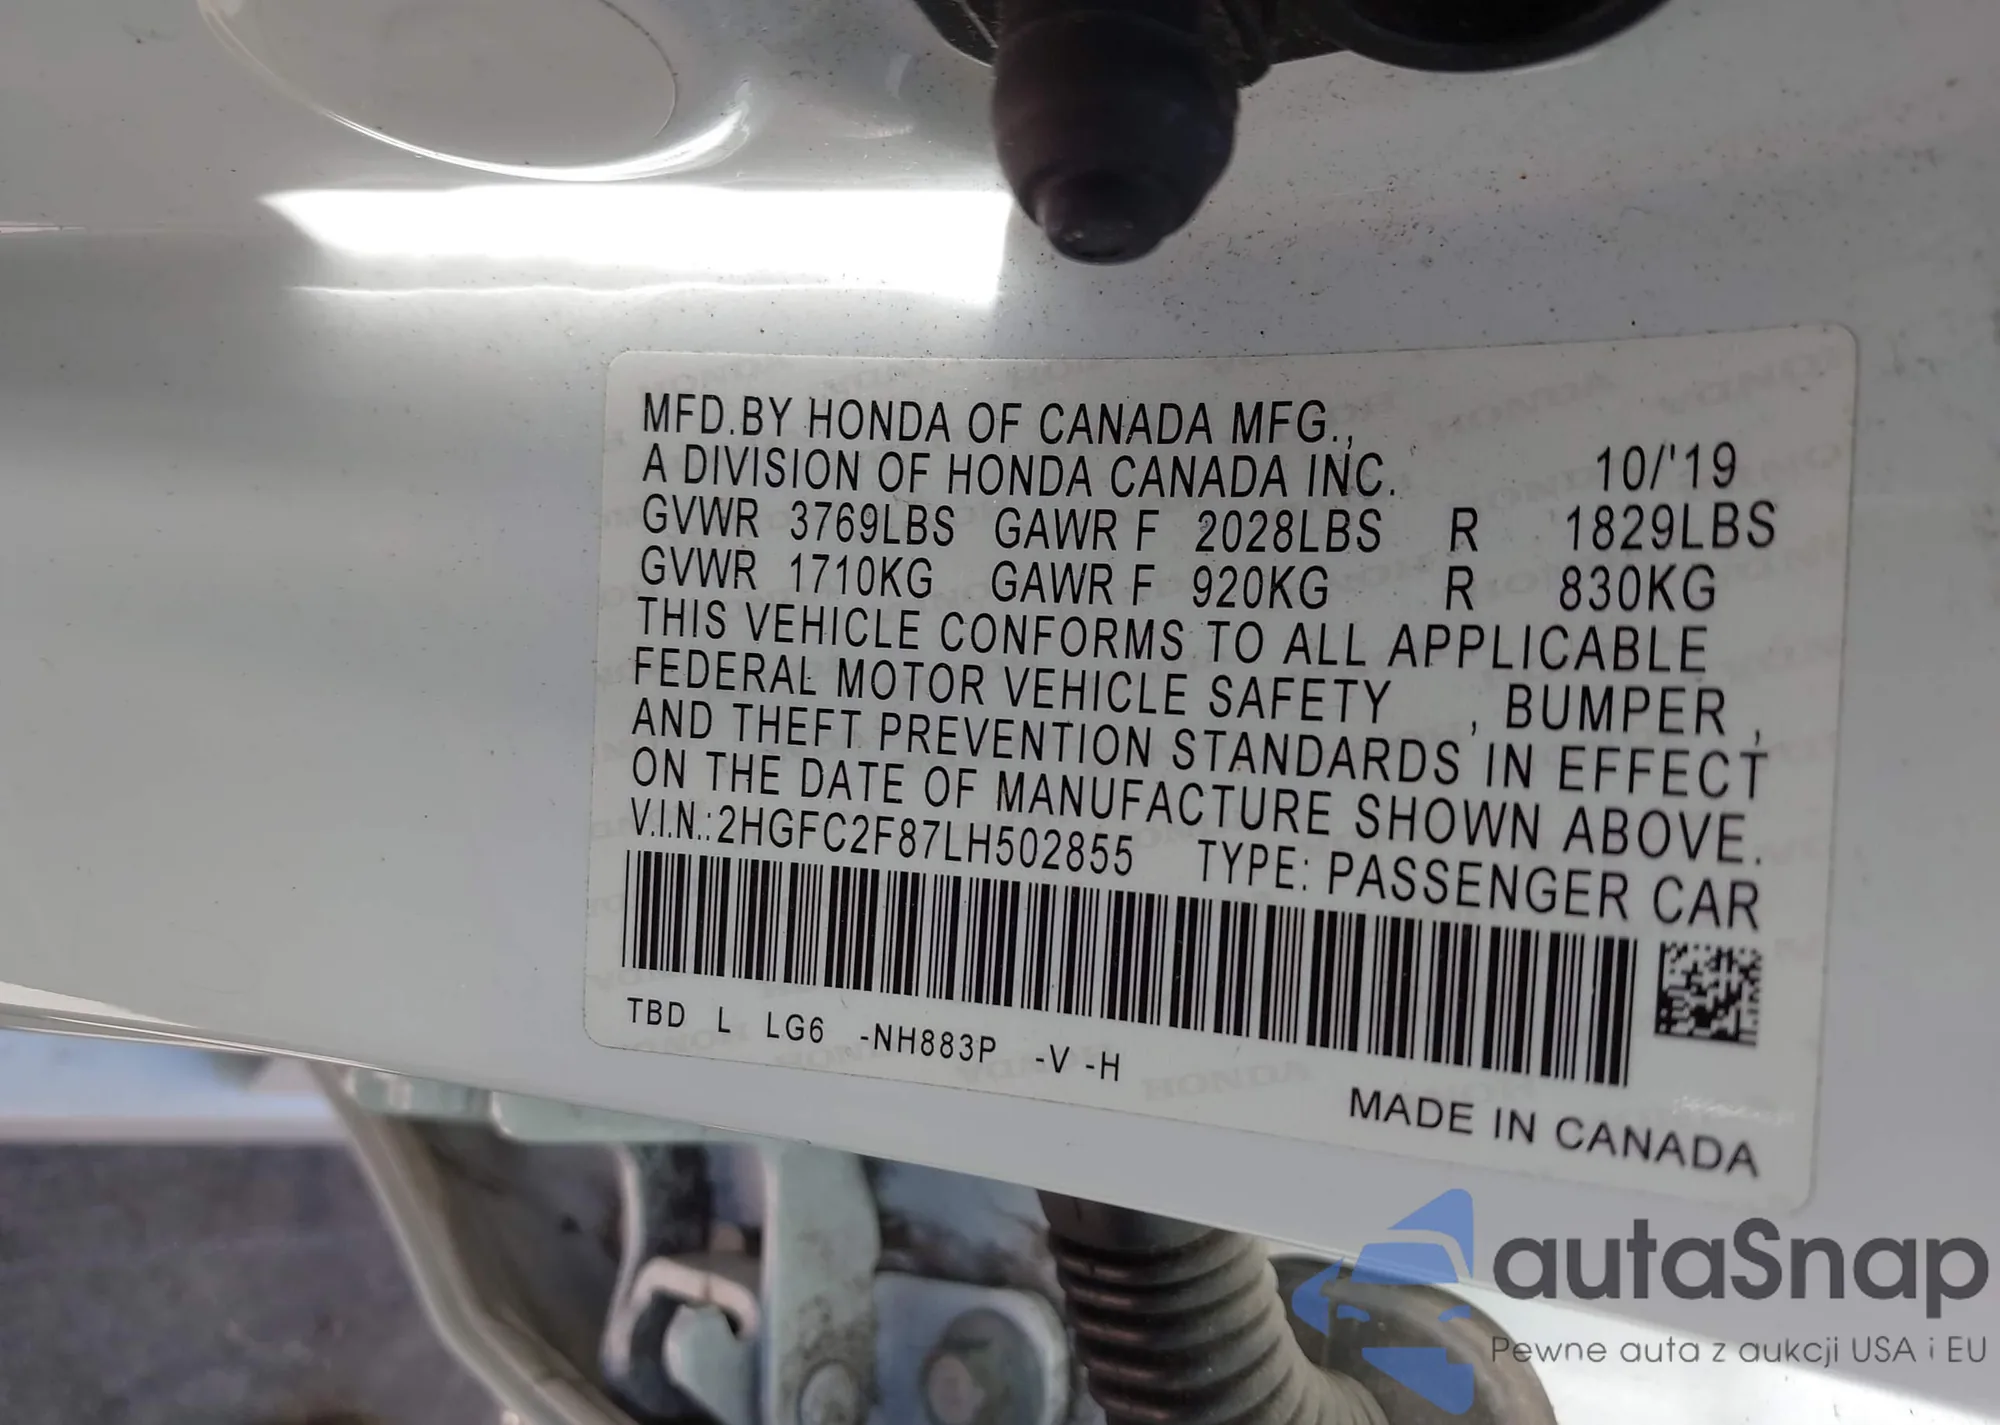 MFD.BY HONDA OF CANADA MFG.,
A DIVISION OF HONDA CANADA INC. 10/'19
GVWR 3769LBS GAWR F 2028LBS R 1829LBS
GVWR 1710KG GAWR F 920KG R 830KG
THIS VEHICLE CONFORMS TO ALL APPLICABLE
FEDERAL MOTOR VEHICLE SAFETY , BUMPER ,
AND THEFT PREVENTION STANDARDS IN EFFECT
ON THE DATE OF MANUFACTURE SHOWN ABOVE.
V.I.N.:2HGFC2F87LH502855 TYPE: PASSENGER CAR
TBD L LG6 -NH883P -V -H
MADE IN CANADA
autaSnap
Pewne auta z aukcji USA i EU